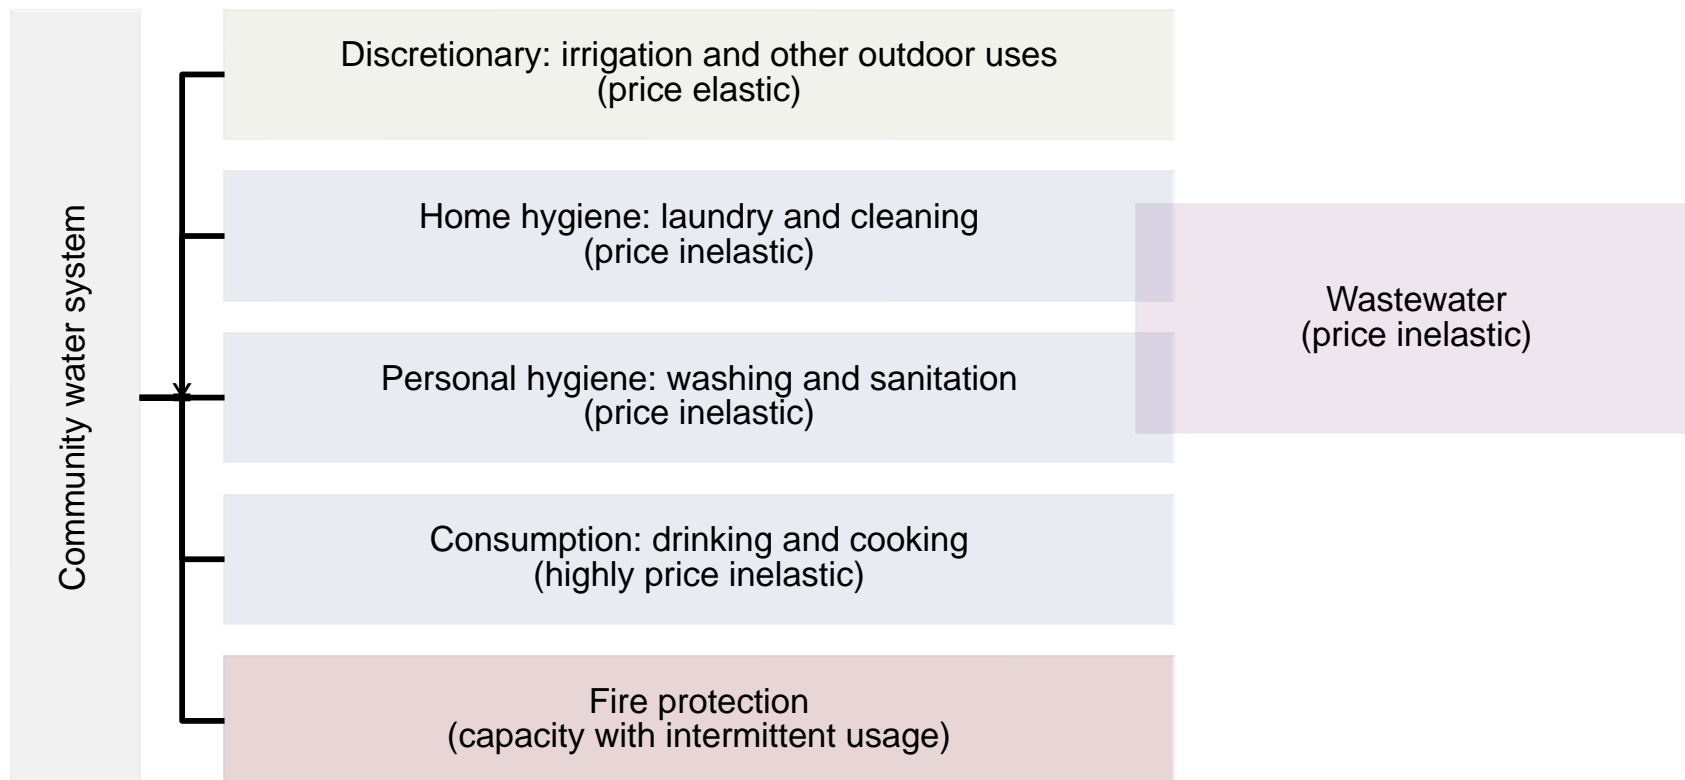 Community water system
Discretionary: irrigation and other outdoor uses
(price elastic)
Home hygiene: laundry and cleaning
(price inelastic)
Wastewater
(price inelastic)
Personal hygiene: washing and sanitation
(price inelastic)
Consumption: drinking and cooking
(highly price inelastic)
Fire protection
(capacity with intermittent usage)